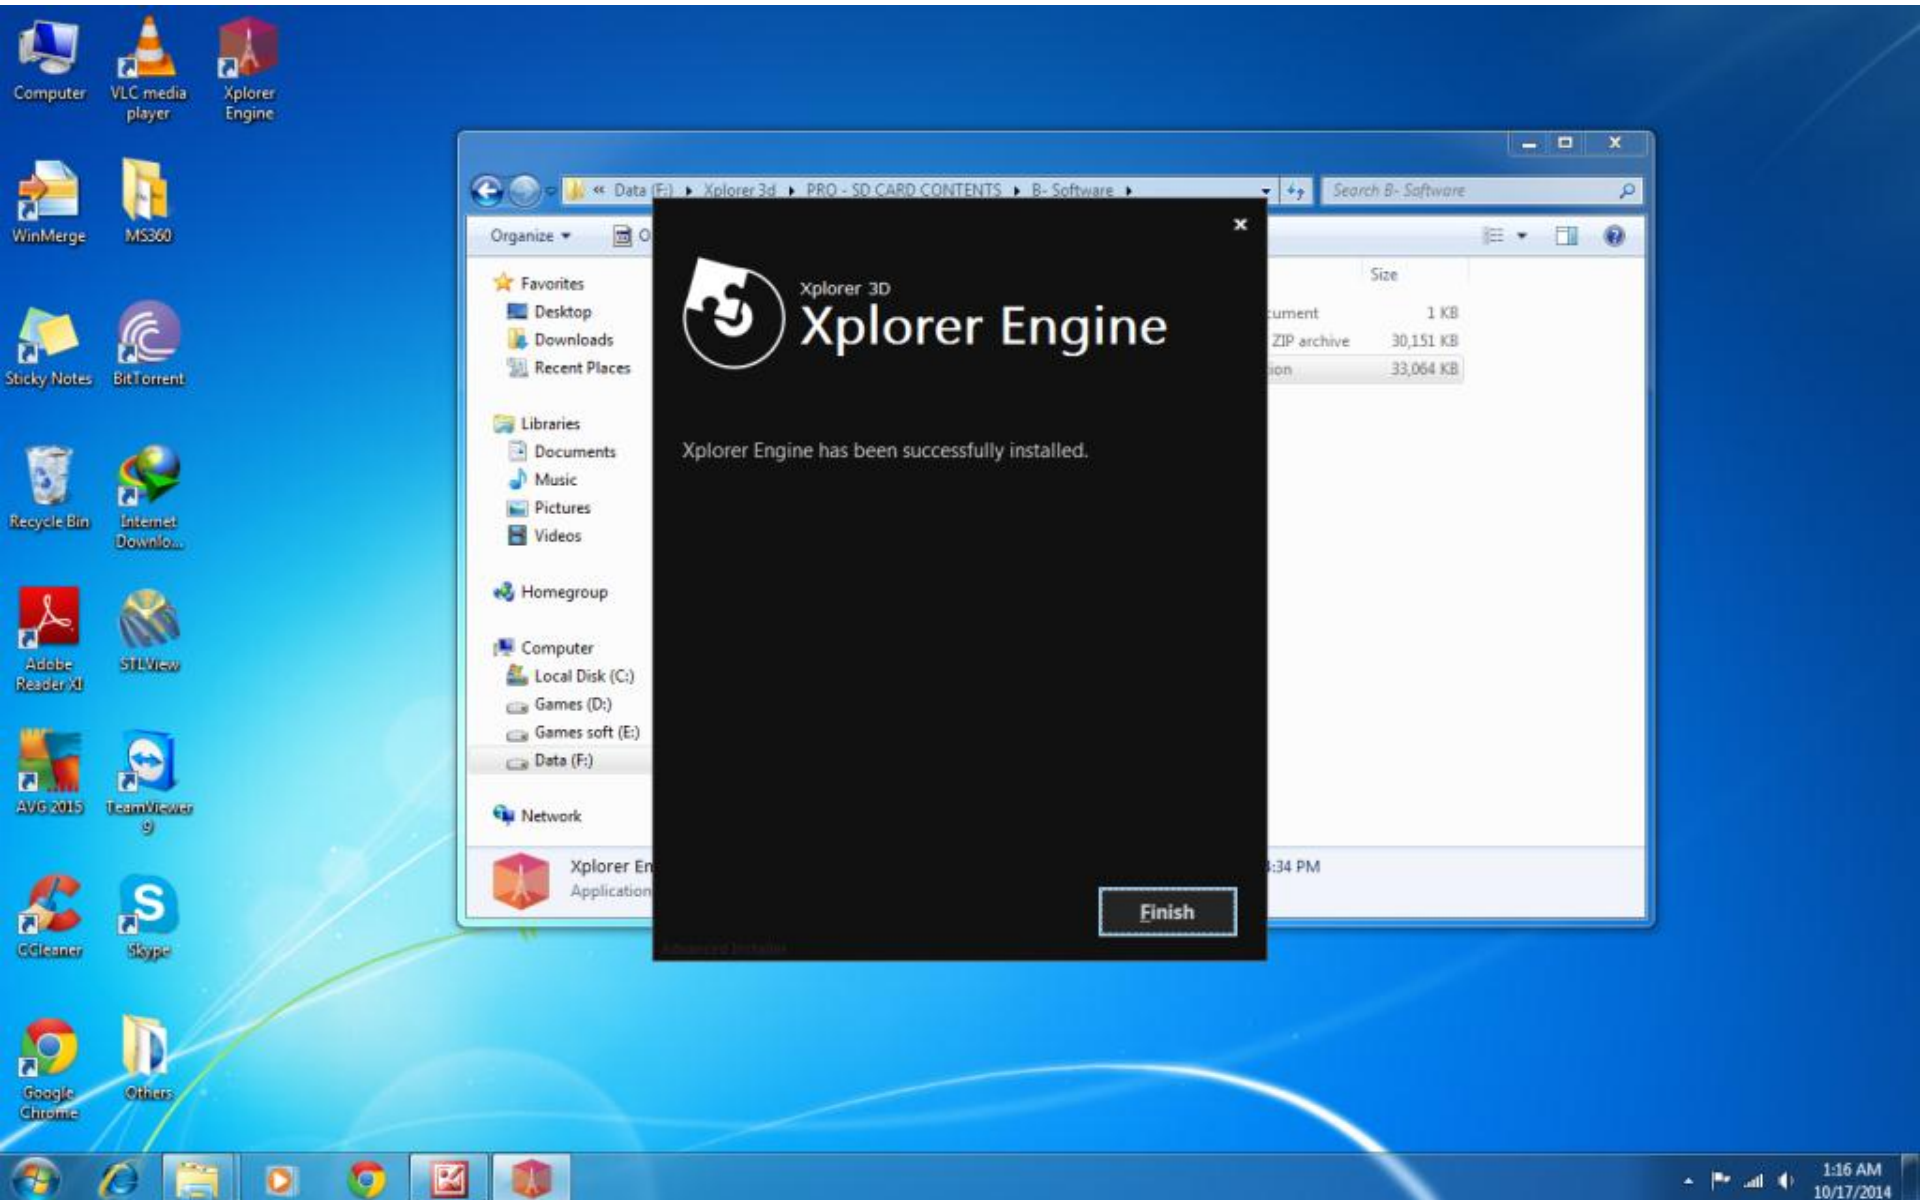 Computer
VLC media
player
Xplorer
Engine
WinMerge
MS360
Sticky Notes
BitTorrent
Recycle Bin
Internet
Downlo...
Adobe
Reader XI
STLView
AVG 2015
TeamViewer
9
CCleaner
Skype
Google
Chrome
Others
« Data (F:) ▸ Xplorer 3d ▸ PRO - SD CARD CONTENTS ▸ B- Software ▸
Search B- Software
Organize
O
Size
Favorites
Desktop
Downloads
Recent Places
Libraries
Documents
Music
Pictures
Videos
Homegroup
Computer
Local Disk (C:)
Games (D:)
Games soft (E:)
Data (F:)
Network
cument 1 KB
ZIP archive 30,151 KB
ion 33,064 KB
Xplorer En
Application
:34 PM
Xplorer 3D
Xplorer Engine
Xplorer Engine has been successfully installed.
Finish
Advanced Installer
1:16 AM
10/17/2014